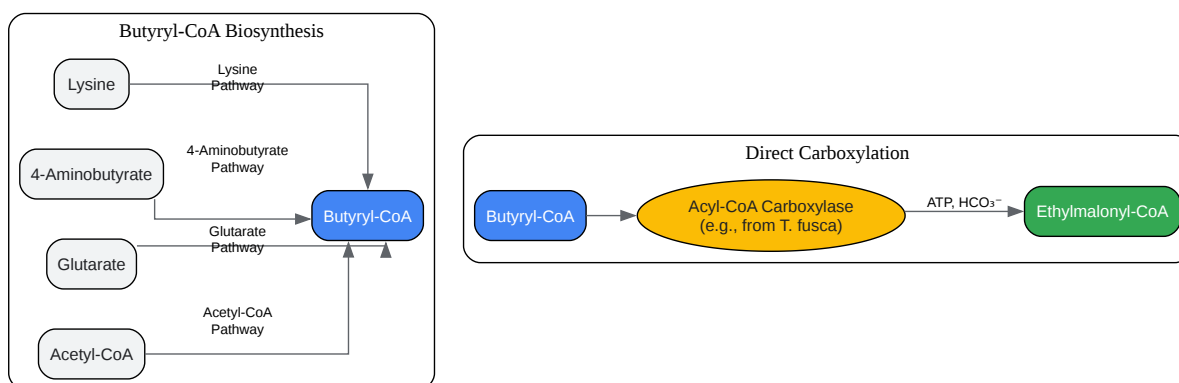 Butyryl-CoA Biosynthesis
Lysine
Lysine
Pathway
4-Aminobutyrate
4-Aminobutyrate
Pathway
Butyryl-CoA
Glutarate
Glutarate
Pathway
Acetyl-CoA
Acetyl-CoA
Pathway
Direct Carboxylation
Butyryl-CoA
Acyl-CoA Carboxylase
(e.g., from T. fusca)
ATP, HCO₃⁻
Ethylmalonyl-CoA